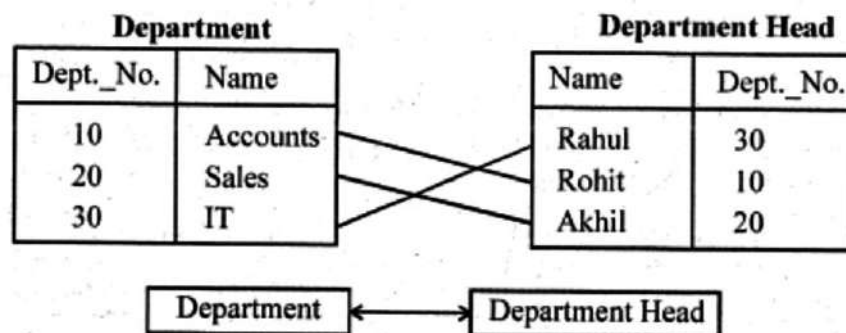 Department Department Head
Dept._No. Name Name Dept._No.
10 Accounts Rahul 30
20 Sales Rohit 10
30 IT Akhil 20
Department Department Head